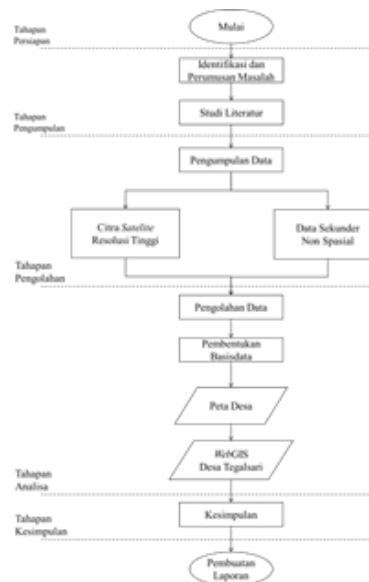 Mulai
Tahapan
Persiapan
Identifikasi dan
Perumusan Masalah
Studi Literatur
Tahapan
Pengumpulan
Pengumpulan Data
Citra Satelite
Resolusi Tinggi
Data Sekunder
Non Spasial
Tahapan
Pengolahan
Pengolahan Data
Pembentukan
Basisdata
Peta Desa
WebGIS
Desa Tegalsari
Tahapan
Analisa
Kesimpulan
Tahapan
Kesimpulan
Pembuatan
Laporan